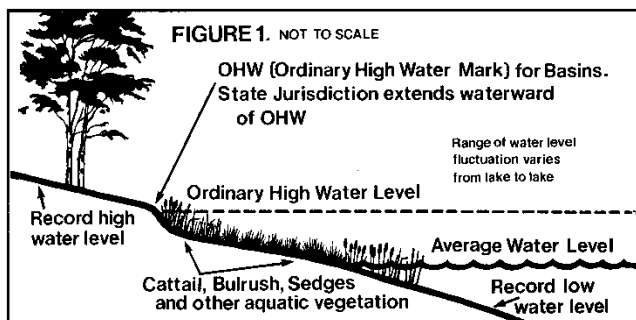 FIGURE 1. NOT TO SCALE
OHW (Ordinary High Water Mark) for Basins.
State Jurisdiction extends waterward
of OHW
Range of water level
fluctuation varies
from lake to lake
Ordinary High Water Level
Record high
water level
Average Water Level
Cattail, Bulrush, Sedges
and other aquatic vegetation
Record low
water level